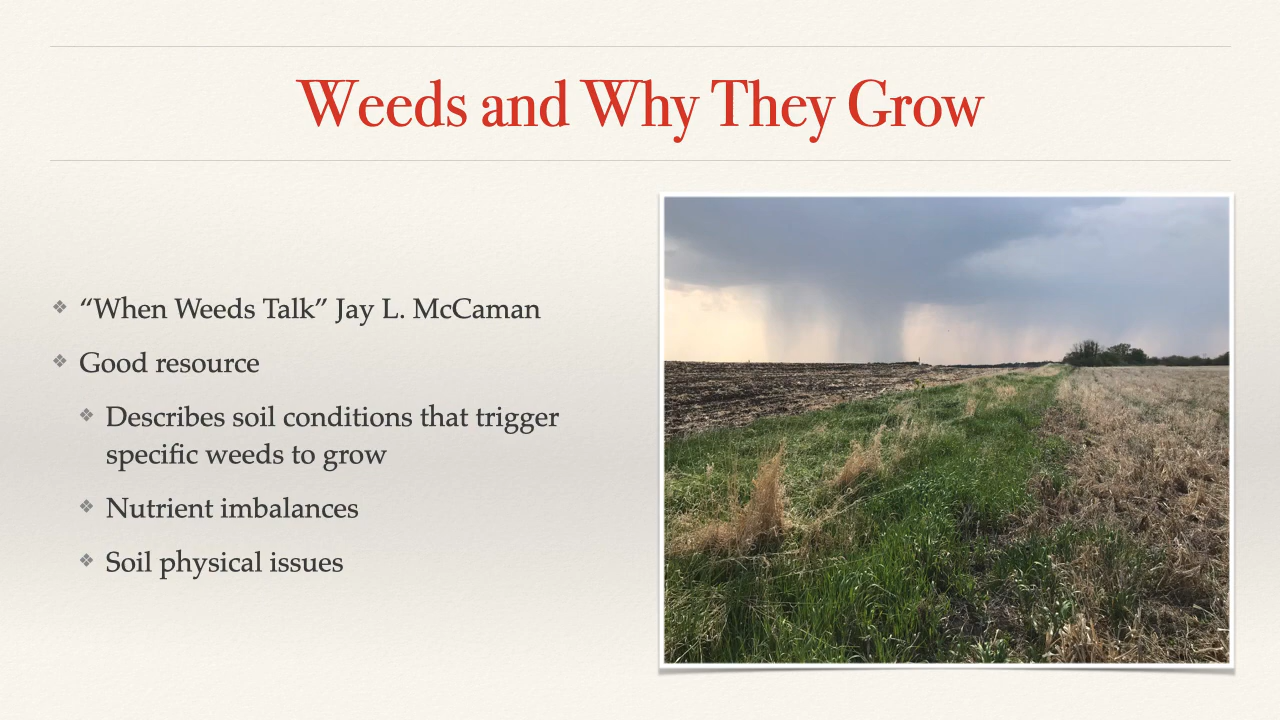 Weeds and Why They Grow
❖ “When Weeds Talk” Jay L. McCaman
❖ Good resource
❖ Describes soil conditions that trigger
specific weeds to grow
❖ Nutrient imbalances
❖ Soil physical issues